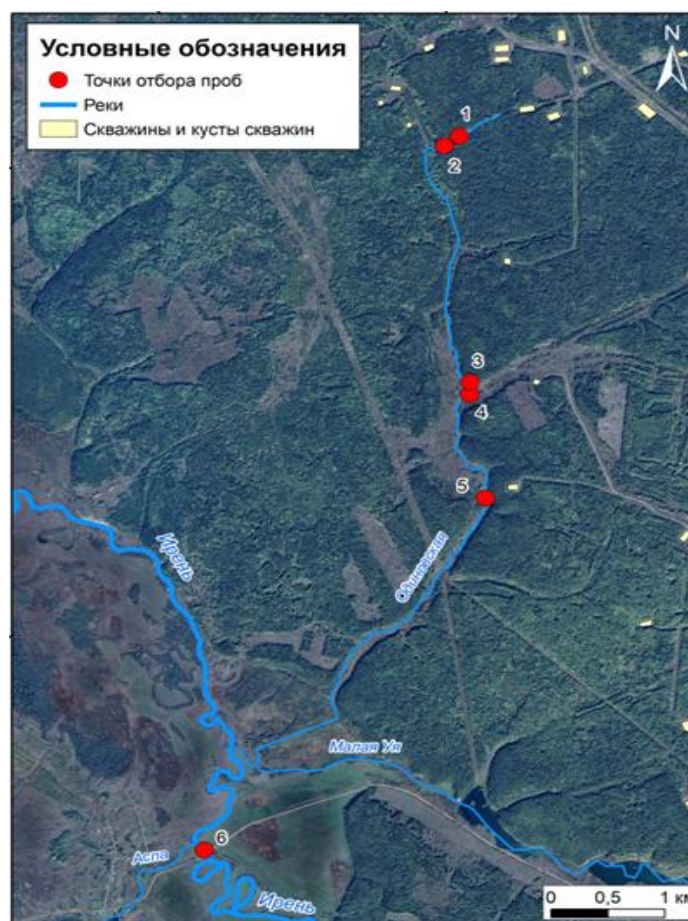 Условные обозначения
Точки отбора проб
Реки
Скважины и кусты скважин
N
1
2
3
4
5
Одиновская
Ирень
Малая Уя
6
Аспа
Ирень
0 0,5 1 км